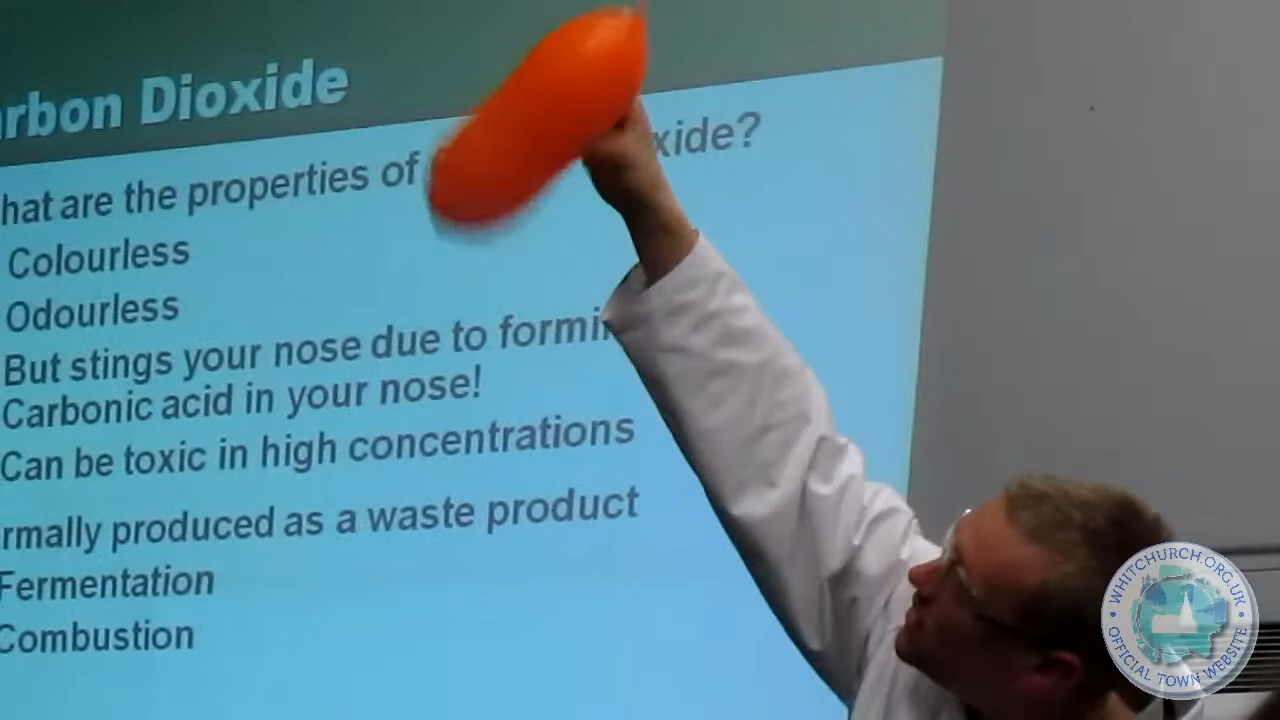 rbon Dioxide
hat are the properties of xide?
Colourless
Odourless
But stings your nose due to formi
Carbonic acid in your nose!
Can be toxic in high concentrations
rmally produced as a waste product
Fermentation
Combustion
WHITCHURCH.ORG.UK
• OFFICIAL TOWN WEBSITE •